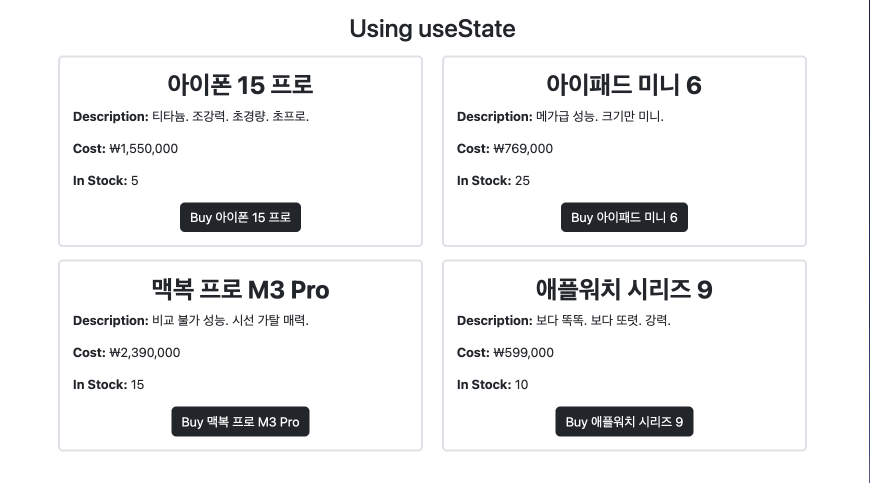 Using useState
아이폰 15 프로
Description: 티타늄. 초강력. 초경량. 초프로.
Cost: ₩1,550,000
In Stock: 5
Buy 아이폰 15 프로
아이패드 미니 6
Description: 메가급 성능. 크기만 미니.
Cost: ₩769,000
In Stock: 25
Buy 아이패드 미니 6
맥북 프로 M3 Pro
Description: 비교 불가 성능. 시선 가탈 매력.
Cost: ₩2,390,000
In Stock: 15
Buy 맥북 프로 M3 Pro
애플워치 시리즈 9
Description: 보다 똑똑. 보다 또렷. 강력.
Cost: ₩599,000
In Stock: 10
Buy 애플워치 시리즈 9